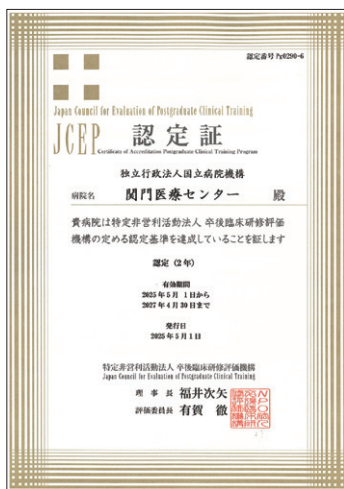 認定番号 Pg0290-6
Japan Council for Evaluation of Postgraduate Clinical Training
JCEP 認定証
Certificate of Accreditation Postgraduate Clinical Training Program
独立行政法人国立病院機構
病院名 関門医療センター 殿
貴病院は特定非営利活動法人 卒後臨床研修評価
機構の定める認定基準を達成していることを証します
認定(2年)
有効期間
2025年5月 1日から
2027年4月30日まで
発行日
2025年5月1日
特定非営利活動法人 卒後臨床研修評価機構
Japan Council for Evaluation of Postgraduate Clinical Training
理 事 長 福井次矢
評価委員長 有賀 徹